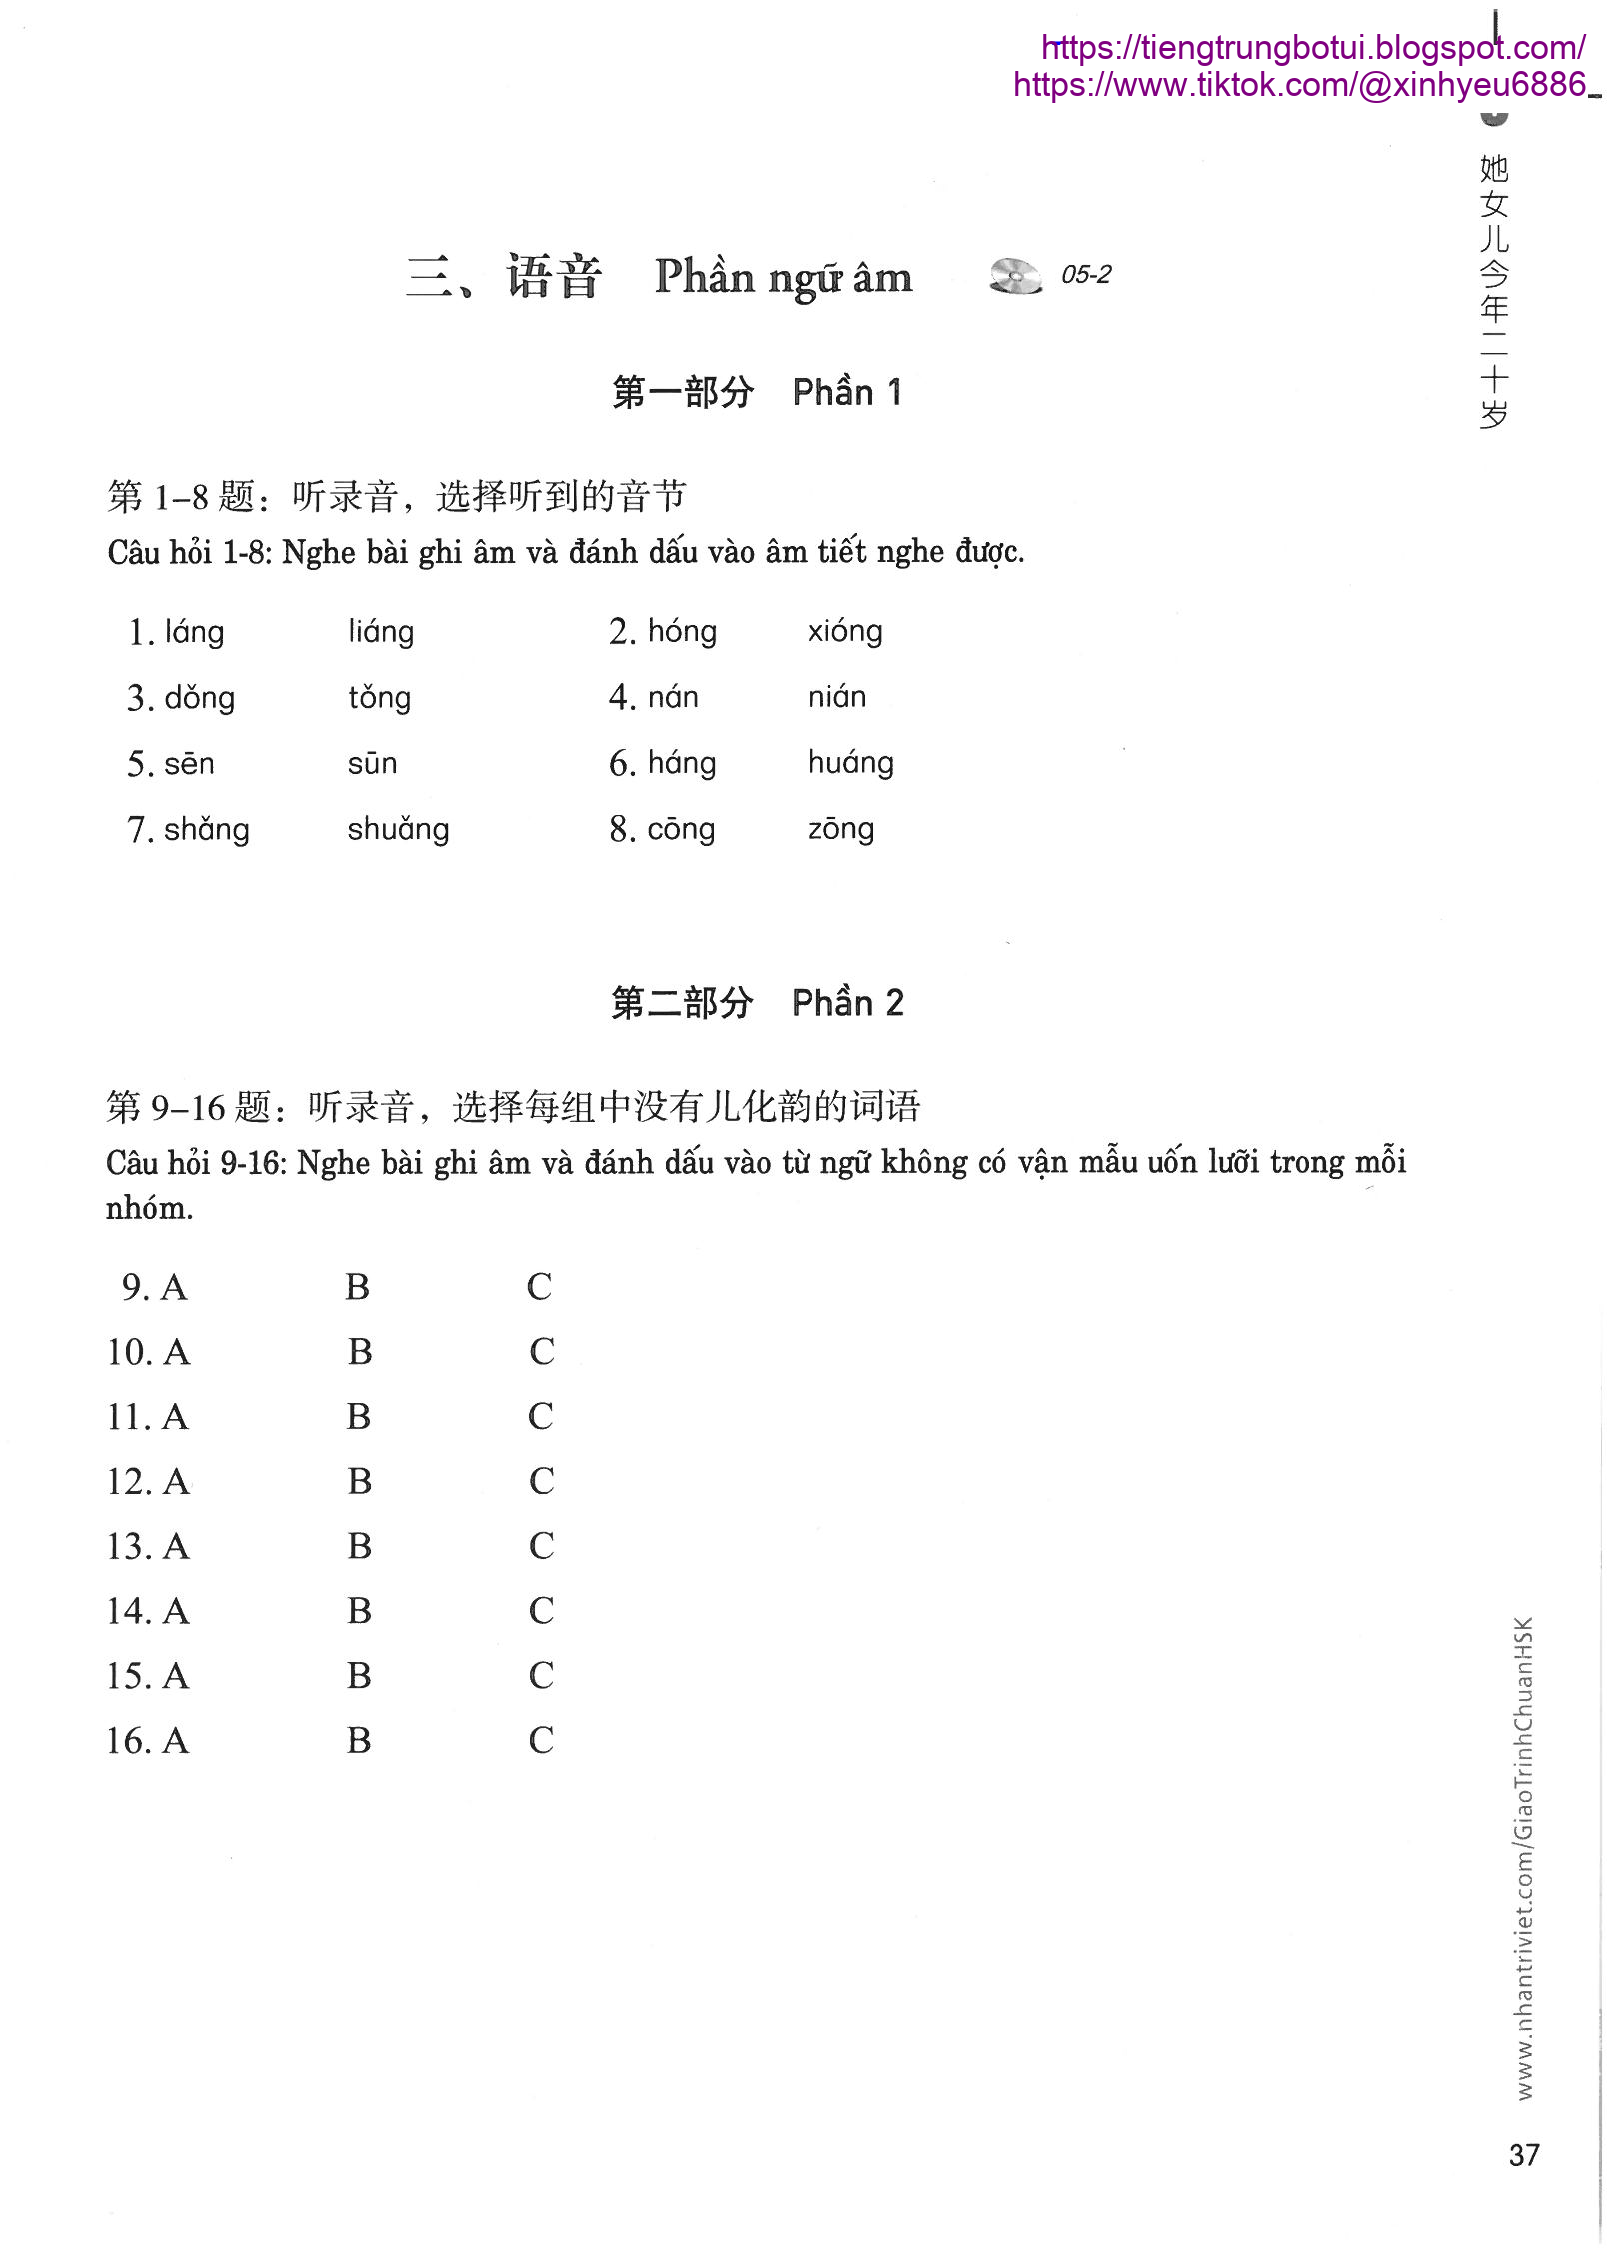 https://tiengtrungbotui.blogspot.com/
https://www.tiktok.com/@xinhyeu6886
她女儿今年二十岁
三、语音 Phần ngữ âm 05-2
第一部分 Phần 1
第 1–8 题：听录音，选择听到的音节
Câu hỏi 1-8: Nghe bài ghi âm và đánh dấu vào âm tiết nghe được.
1. láng liáng 2. hóng xióng
3. dǒng tǒng 4. nán nián
5. sēn sūn 6. háng huáng
7. shǎng shuǎng 8. cōng zōng
第二部分 Phần 2
第 9–16 题：听录音，选择每组中没有儿化韵的词语
Câu hỏi 9-16: Nghe bài ghi âm và đánh dấu vào từ ngữ không có vận mẫu uốn lưỡi trong mỗi
nhóm.
9. A B C
10. A B C
11. A B C
12. A B C
13. A B C
14. A B C
15. A B C
16. A B C
www.nhantriviet.com/GiaoTrinhChuanHSK
37